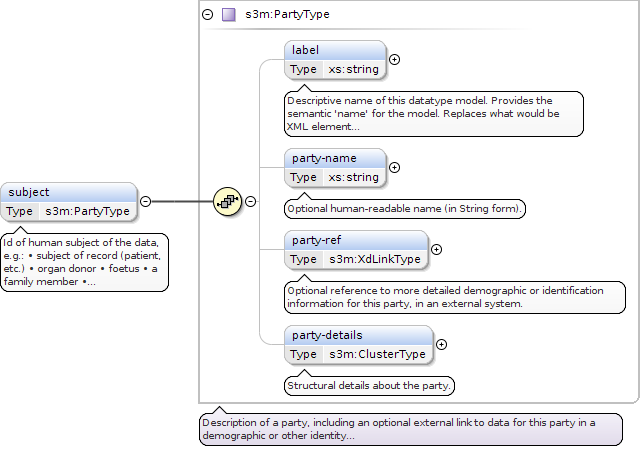 s3m:PartyType
label
Type xs:string
Descriptive name of this datatype model. Provides the
semantic 'name' for the model. Replaces what would be
XML element...
party-name
Type xs:string
Optional human-readable name (in String form).
subject
Type s3m:PartyType
Id of human subject of the data,
e.g.: • subject of record (patient,
etc.) • organ donor • foetus • a
family member •...
party-ref
Type s3m:XdLinkType
Optional reference to more detailed demographic or identification
information for this party, in an external system.
party-details
Type s3m:ClusterType
Structural details about the party.
Description of a party, including an optional external link to data for this party in a
demographic or other identity...